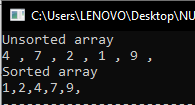 C:\Users\LENOVO\Desktop\NU
Unsorted array
4 , 7 , 2 , 1 , 9 ,
Sorted array
1,2,4,7,9,